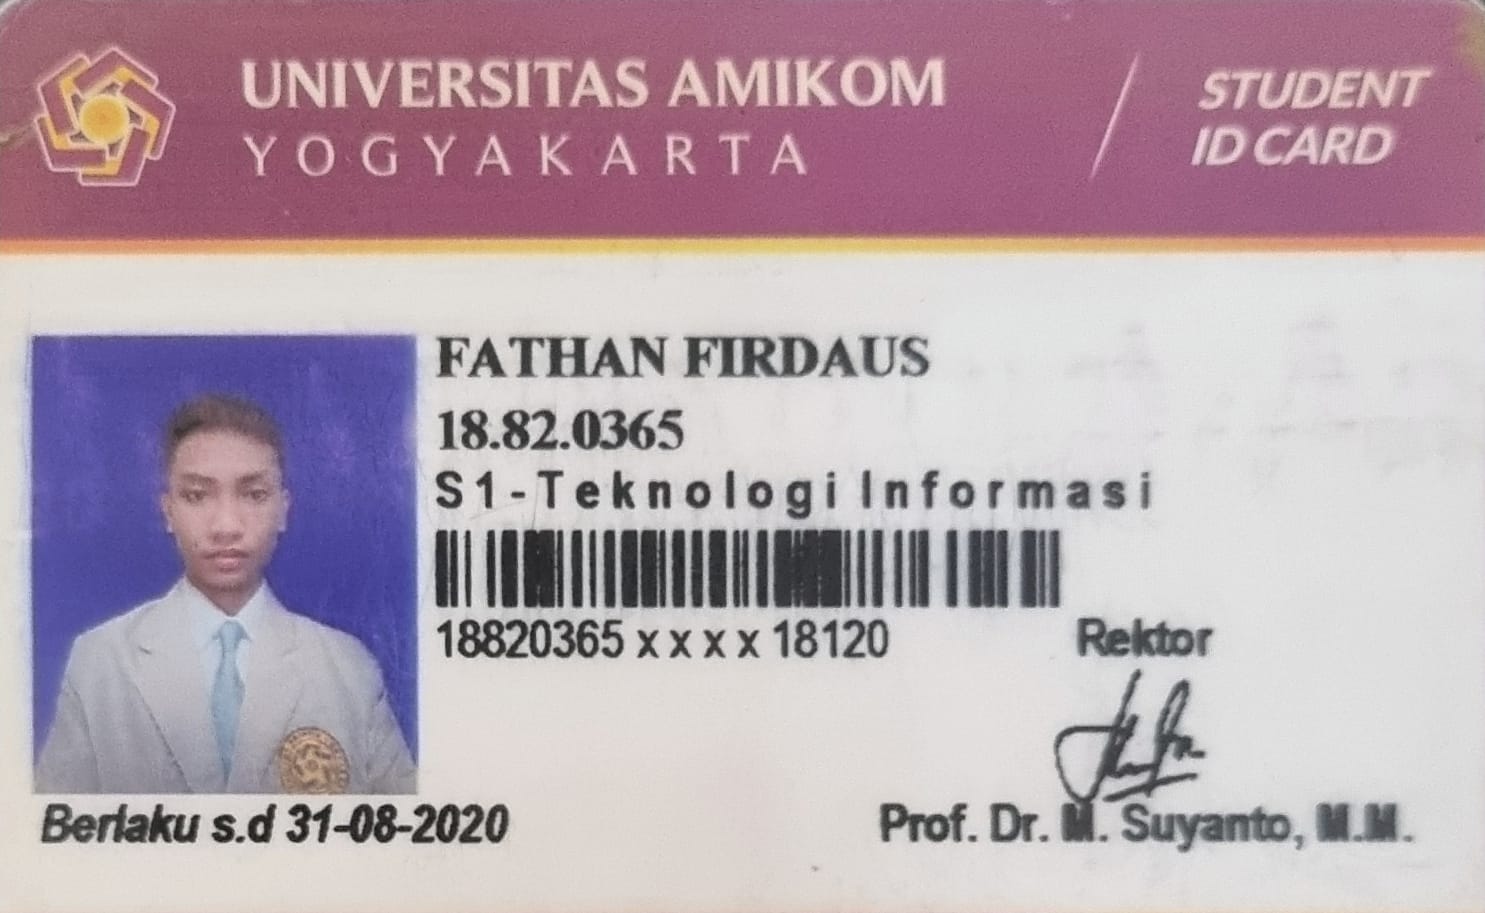 UNIVERSITAS AMIKOM
YOGYAKARTA
STUDENT
ID CARD
FATHAN FIRDAUS
18.82.0365
S1-Teknologi Informasi
18820365 x x x x 18120
Rektor
Berlaku s.d 31-08-2020
Prof. Dr. M. Suyanto, M.M.